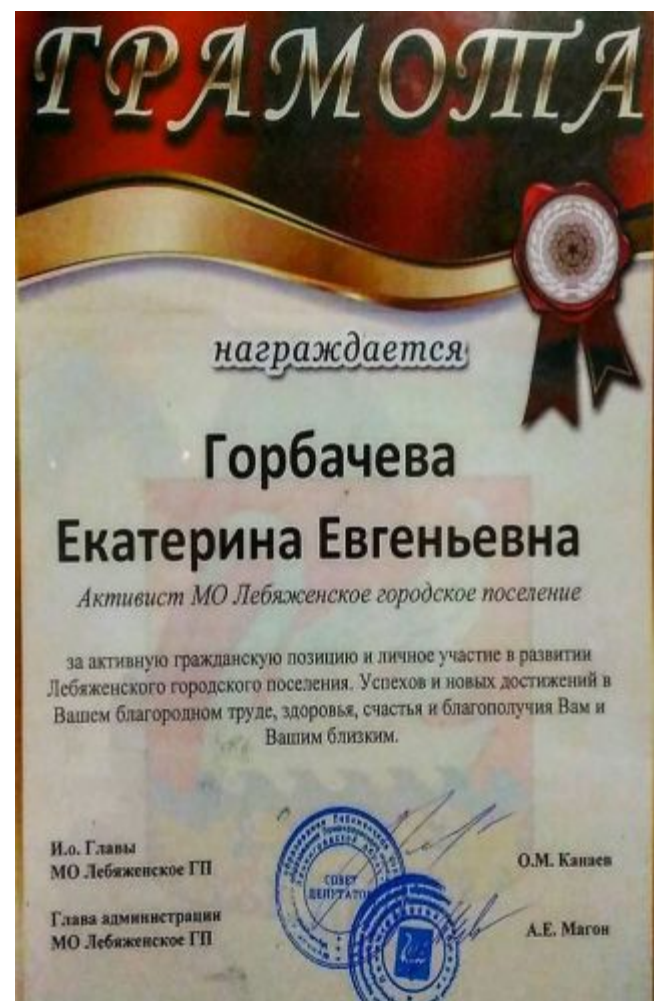 ГРАМОТА
награждается
Горбачева
Екатерина Евгеньевна
Активист МО Лебяженское городское поселение
за активную гражданскую позицию и личное участие в развитии
Лебяженского городского поселения. Успехов и новых достижений в
Вашем благородном труде, здоровья, счастья и благополучия Вам и
Вашим близким.
И.о. Главы
МО Лебяженское ГП
О.М. Канаев
СОВЕТ
ДЕПУТАТОВ
Глава администрации
МО Лебяженское ГП
А.Е. Магон